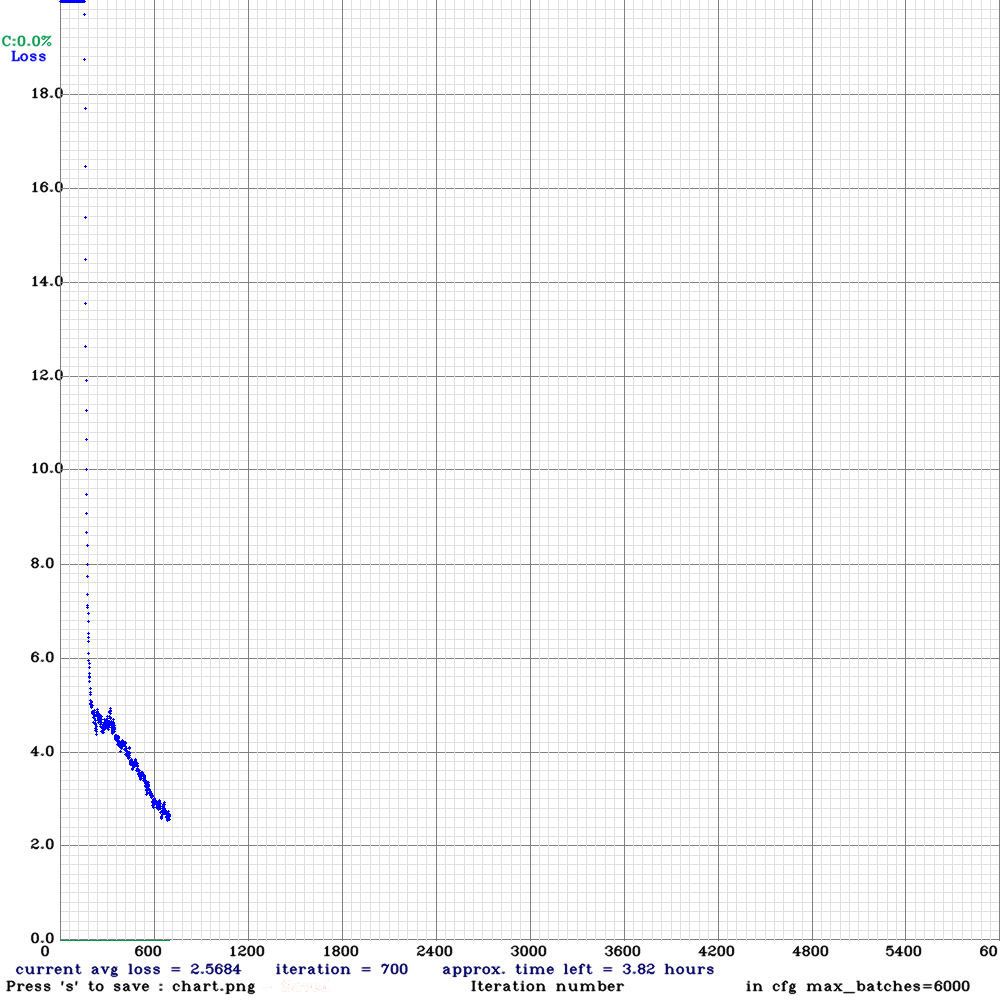 C:0.0%
Loss
18.0
16.0
14.0
12.0
10.0
8.0
6.0
4.0
2.0
0.0
0 600 1200 1800 2400 3000 3600 4200 4800 5400 60
current avg loss = 2.5684 iteration = 700 approx. time left = 3.82 hours
Press 's' to save : chart.png Iteration number in cfg max_batches=6000